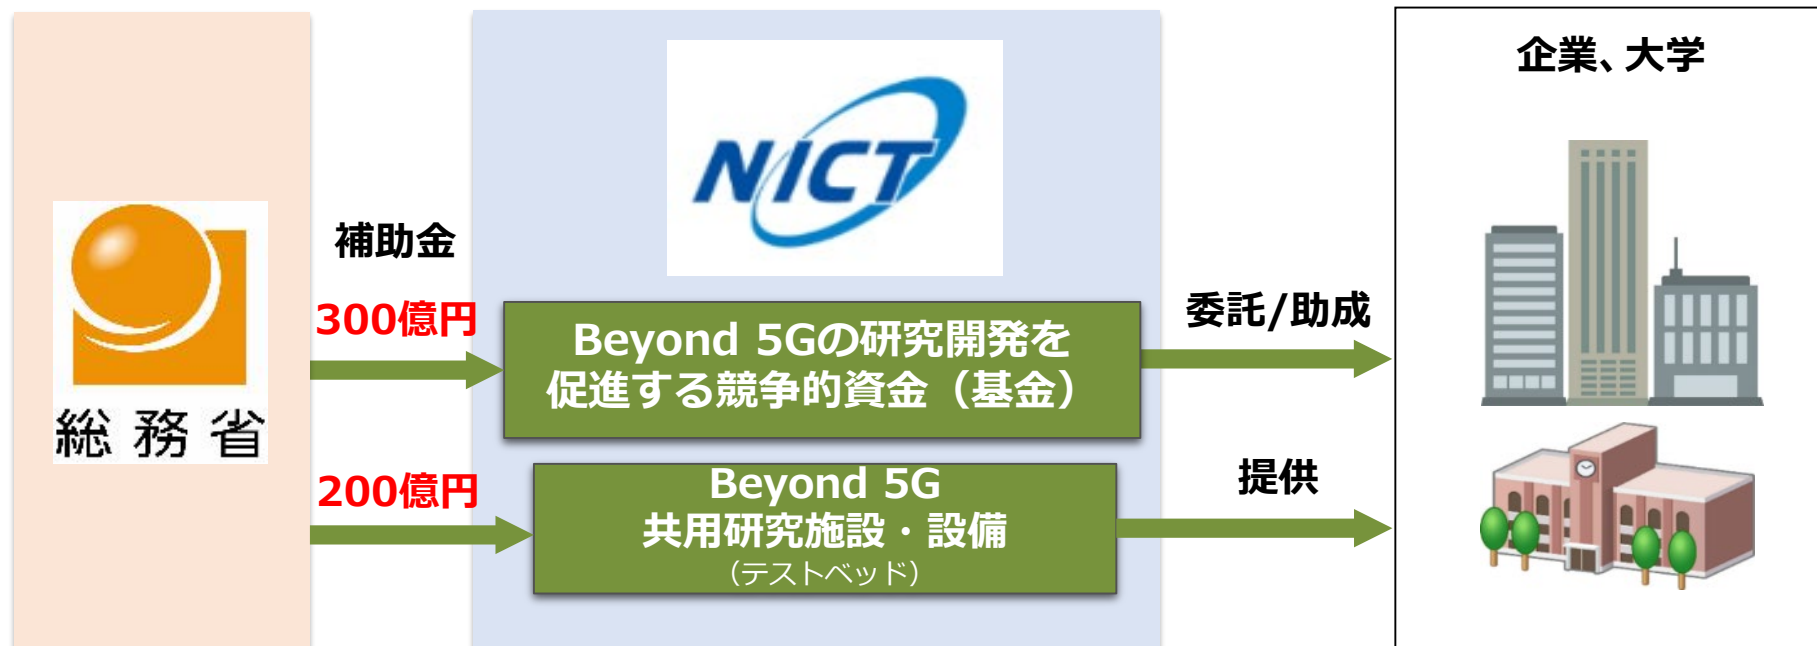 総務省
補助金
300億円
200億円
NICT
Beyond 5Gの研究開発を
促進する競争的資金（基金）
Beyond 5G
共用研究施設・設備
（テストベッド）
委託/助成
提供
企業、大学